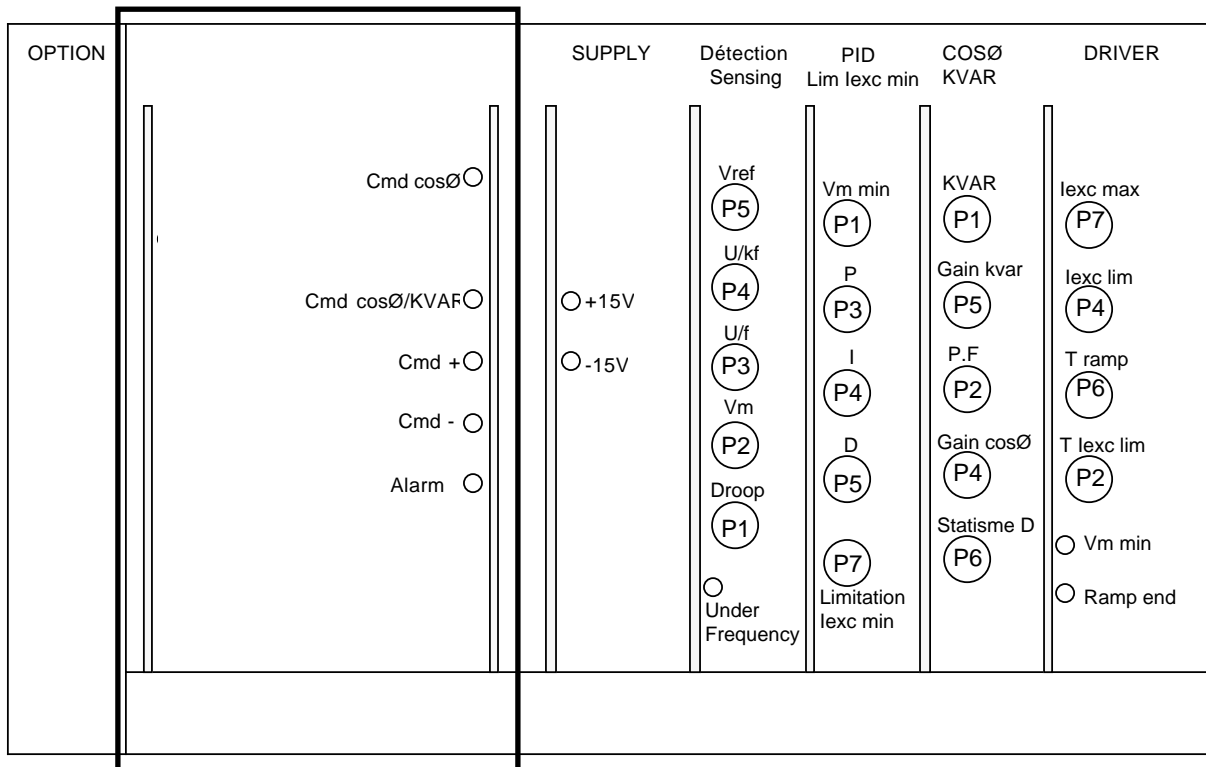 OPTION
SUPPLY
Détection
Sensing
PID
Lim Iexc min
COSØ
KVAR
DRIVER
Cmd cosØ
Cmd cosØ/KVAR
Cmd +
Cmd -
Alarm
+15V
-15V
Vref
P5
U/kf
P4
U/f
P3
Vm
P2
Droop
P1
Under
Frequency
Vm min
P1
P
P3
I
P4
D
P5
P7
Limitation
Iexc min
KVAR
P1
Gain kvar
P5
P.F
P2
Gain cosØ
P4
Statisme D
P6
Iexc max
P7
Iexc lim
P4
T ramp
P6
T Iexc lim
P2
Vm min
Ramp end